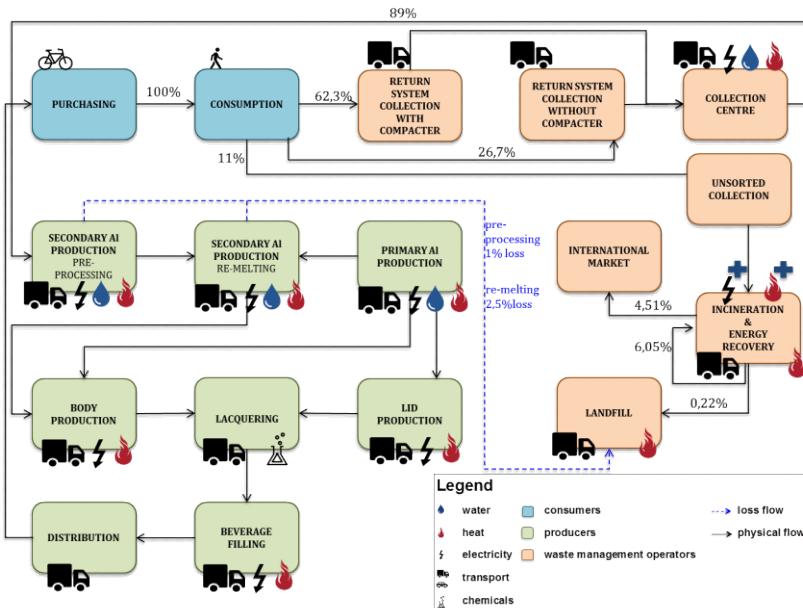 89%
PURCHASING
100%
CONSUMPTION
62,3%
RETURN
SYSTEM
COLLECTION
WITH
COMPACTER
RETURN SYSTEM
COLLECTION
WITHOUT
COMPACTER
COLLECTION
CENTRE
26,7%
11%
UNSORTED
COLLECTION
SECONDARY Al
PRODUCTION
PRE-
PROCESSING
SECONDARY Al
PRODUCTION
RE-MELTING
PRIMARY Al
PRODUCTION
pre-
processing
1% loss
re-melting
2,5%loss
INTERNATIONAL
MARKET
4,51%
INCINERATION
&
ENERGY
RECOVERY
6,05%
0,22%
BODY
PRODUCTION
LACQUERING
LID
PRODUCTION
LANDFILL
DISTRIBUTION
BEVERAGE
FILLING
Legend
water
consumers
loss flow
heat
producers
physical flow
electricity
waste management operators
transport
chemicals